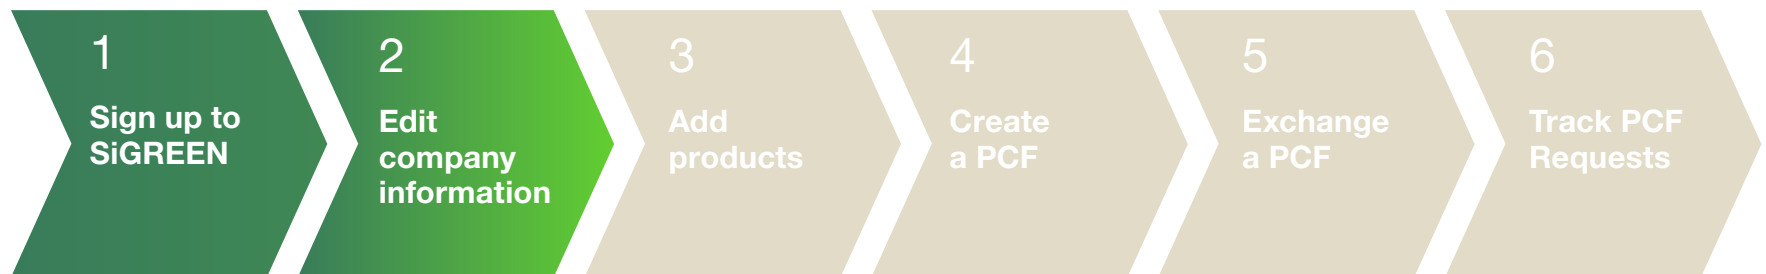 1
Sign up to
SiGREEN
2
Edit
company
information
3
Add
products
4
Create
a PCF
5
Exchange
a PCF
6
Track PCF
Requests